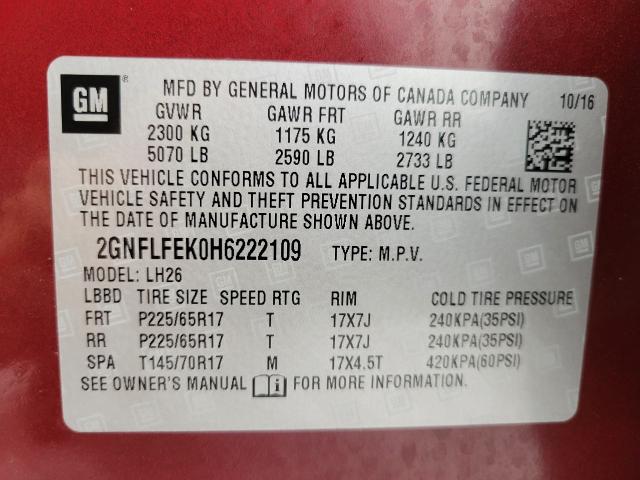 GM ®
MFD BY GENERAL MOTORS OF CANADA COMPANY 10/16
GVWR GAWR FRT GAWR RR
2300 KG 1175 KG 1240 KG
5070 LB 2590 LB 2733 LB
THIS VEHICLE CONFORMS TO ALL APPLICABLE U.S. FEDERAL MOTOR
VEHICLE SAFETY AND THEFT PREVENTION STANDARDS IN EFFECT ON
THE DATE OF MANUFACTURE SHOWN ABOVE.
2GNFLFEK0H6222109 TYPE: M.P.V.
MODEL: LH26
LBBD TIRE SIZE SPEED RTG RIM COLD TIRE PRESSURE
FRT P225/65R17 T 17X7J 240KPA(35PSI)
RR P225/65R17 T 17X7J 240KPA(35PSI)
SPA T145/70R17 M 17X4.5T 420KPA(60PSI)
SEE OWNER'S MANUAL i FOR MORE INFORMATION.